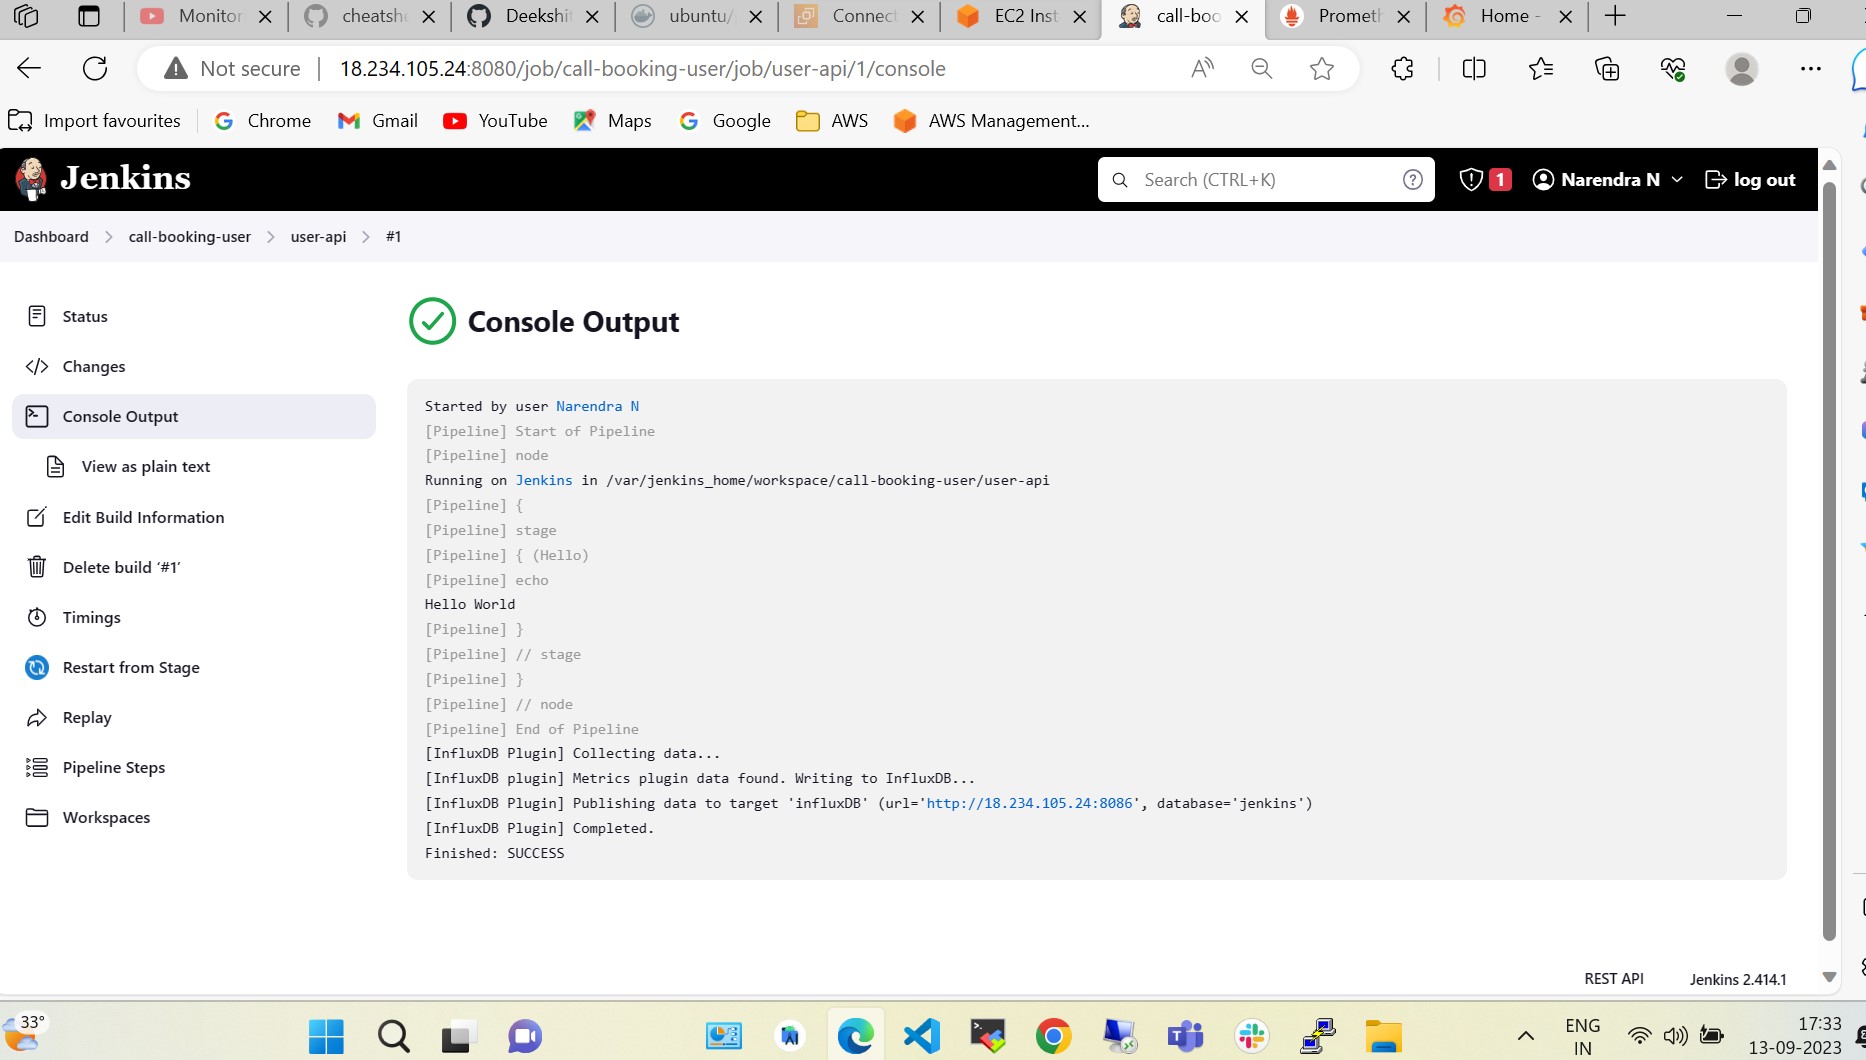 Monitor
cheatshe
Deekshit
ubuntu/
Connect
EC2 Inst
call-boo
Prometh
Home -
Not secure
18.234.105.24:8080/job/call-booking-user/job/user-api/1/console
Import favourites
Chrome
Gmail
YouTube
Maps
Google
AWS
AWS Management...
Jenkins
Search (CTRL+K)
1
Narendra N
log out
Dashboard
call-booking-user
user-api
#1
Status
Changes
Console Output
View as plain text
Edit Build Information
Delete build ‘#1’
Timings
Restart from Stage
Replay
Pipeline Steps
Workspaces
Console Output
Started by user Narendra N
[Pipeline] Start of Pipeline
[Pipeline] node
Running on Jenkins in /var/jenkins_home/workspace/call-booking-user/user-api
[Pipeline] {
[Pipeline] stage
[Pipeline] { (Hello)
[Pipeline] echo
Hello World
[Pipeline] }
[Pipeline] // stage
[Pipeline] }
[Pipeline] // node
[Pipeline] End of Pipeline
[InfluxDB Plugin] Collecting data...
[InfluxDB plugin] Metrics plugin data found. Writing to InfluxDB...
[InfluxDB Plugin] Publishing data to target 'influxDB' (url='http://18.234.105.24:8086', database='jenkins')
[InfluxDB Plugin] Completed.
Finished: SUCCESS
REST API
Jenkins 2.414.1
33°
ENG
IN
17:33
13-09-2023